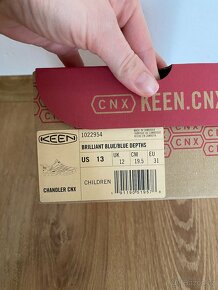 CNX KEEN.CNX
KEEN
1022954
BRILLIANT BLUE/BLUE DEPTHS
US 13 UK 12 CM 19.5 EU 31
CHANDLER CNX
CHILDREN